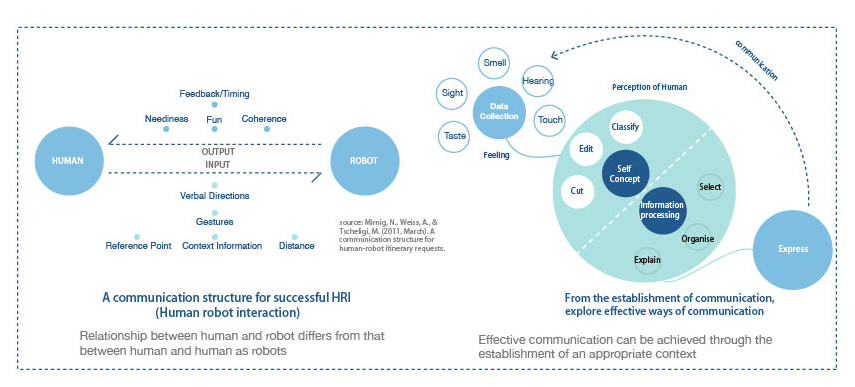 Feedback/Timing
Neediness
Fun
Coherence
HUMAN
OUTPUT
INPUT
ROBOT
Verbal Directions
Gestures
Reference Point
Context Information
Distance
source: Mirnig, N., Weiss, A., &
Tscheligi, M. (2011, March). A
communication structure for
human-robot itinerary requests.
A communication structure for successful HRI
(Human robot interaction)
Relationship between human and robot differs from that
between human and human as robots
communication
Smell
Hearing
Sight
Data
Collection
Touch
Taste
Feeling
Perception of Human
Classify
Edit
Self
Concept
Cut
Select
Information
processing
Organise
Explain
Express
From the establishment of communication,
explore effective ways of communication
Effective communication can be achieved through the
establishment of an appropriate context